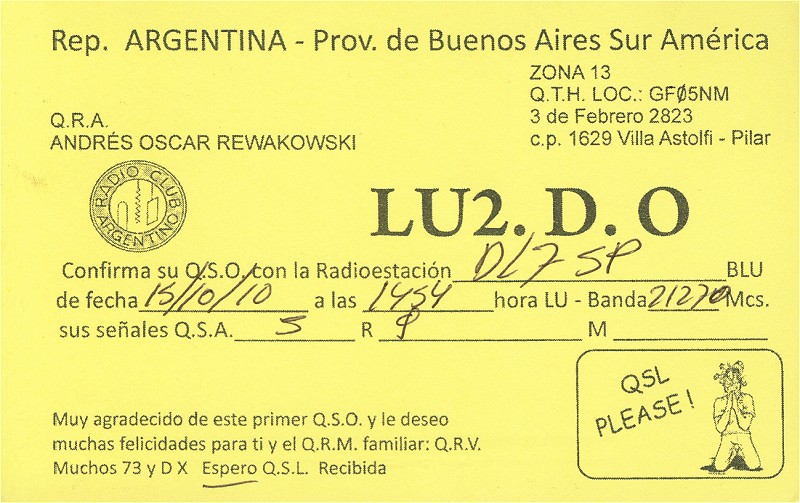 Rep. ARGENTINA - Prov. de Buenos Aires Sur América
ZONA 13
Q.T.H. LOC.: GFØ5NM
3 de Febrero 2823
c.p. 1629 Villa Astolfi - Pilar
Q.R.A.
ANDRÉS OSCAR REWAKOWSKI
RADIO CLUB ARGENTINO
LU2. D. O
Confirma su Q.S.O. con la Radioestación DL7SP BLU
de fecha 15/10/10 a las 1454 hora LU - Banda 21270 Mcs.
sus señales Q.S.A. 5 R 9 M
QSL
PLEASE!
Muy agradecido de este primer Q.S.O. y le deseo
muchas felicidades para ti y el Q.R.M. familiar: Q.R.V.
Muchos 73 y D X Espero Q.S.L. Recibida